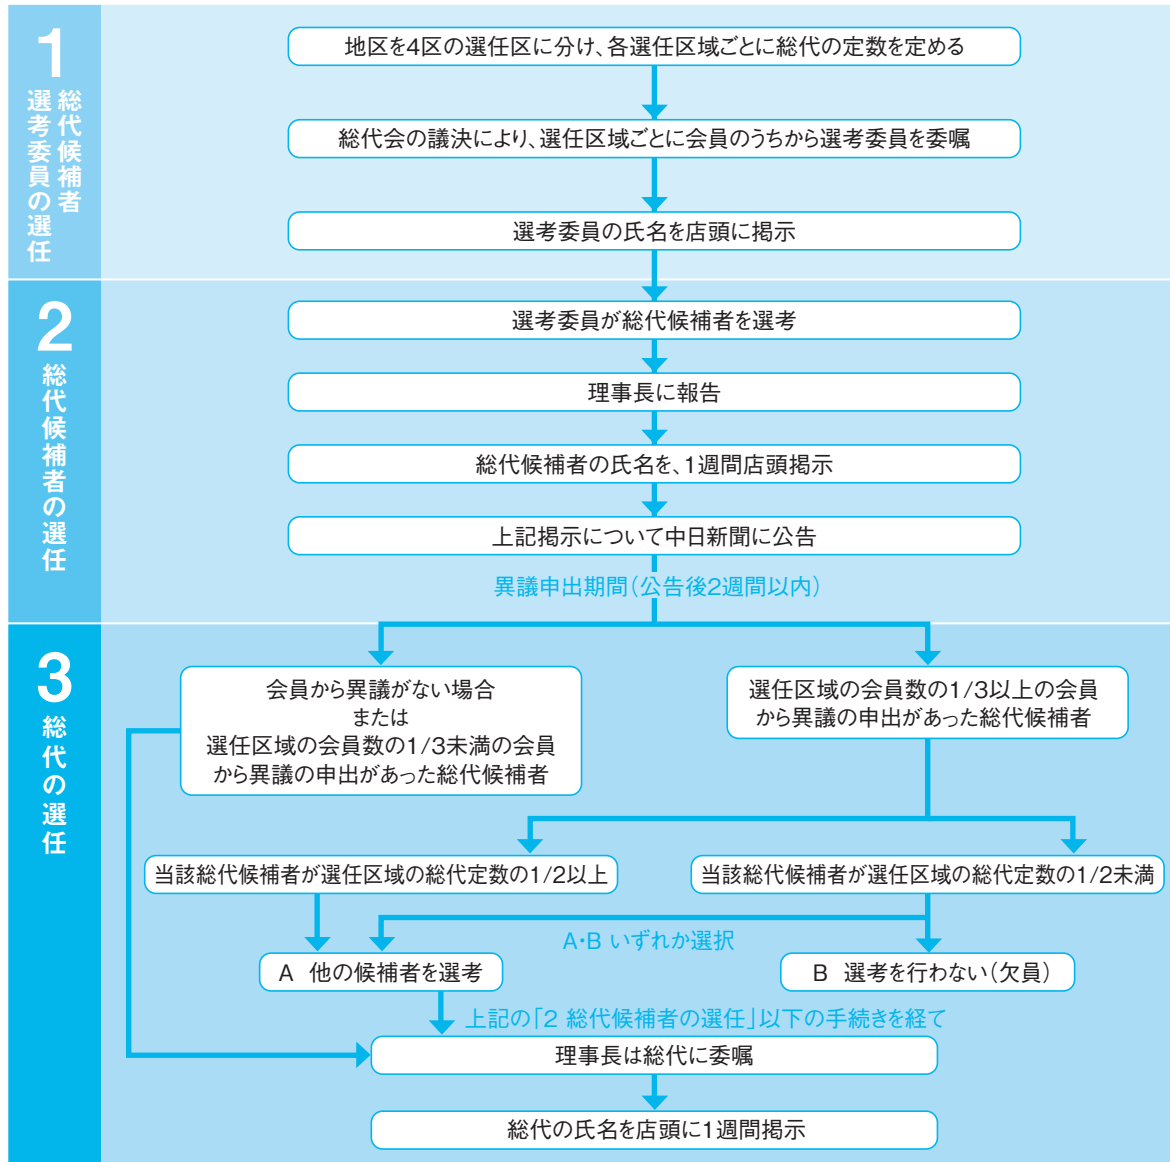 1
総代候補者
選考委員の選任
地区を4区の選任区に分け、各選任区域ごとに総代の定数を定める
総代会の議決により、選任区域ごとに会員のうちから選考委員を委嘱
選考委員の氏名を店頭に掲示
2
総代候補者の選任
選考委員が総代候補者を選考
理事長に報告
総代候補者の氏名を、1週間店頭掲示
上記掲示について中日新聞に公告
異議申出期間(公告後2週間以内)
3
総代の選任
会員から異議がない場合
または
選任区域の会員数の1/3未満の会員
から異議の申出があった総代候補者
選任区域の会員数の1/3以上の会員
から異議の申出があった総代候補者
当該総代候補者が選任区域の総代定数の1/2以上
当該総代候補者が選任区域の総代定数の1/2未満
A・B いずれか選択
A 他の候補者を選考
B 選考を行わない(欠員)
上記の「2 総代候補者の選任」以下の手続きを経て
理事長は総代に委嘱
総代の氏名を店頭に1週間掲示